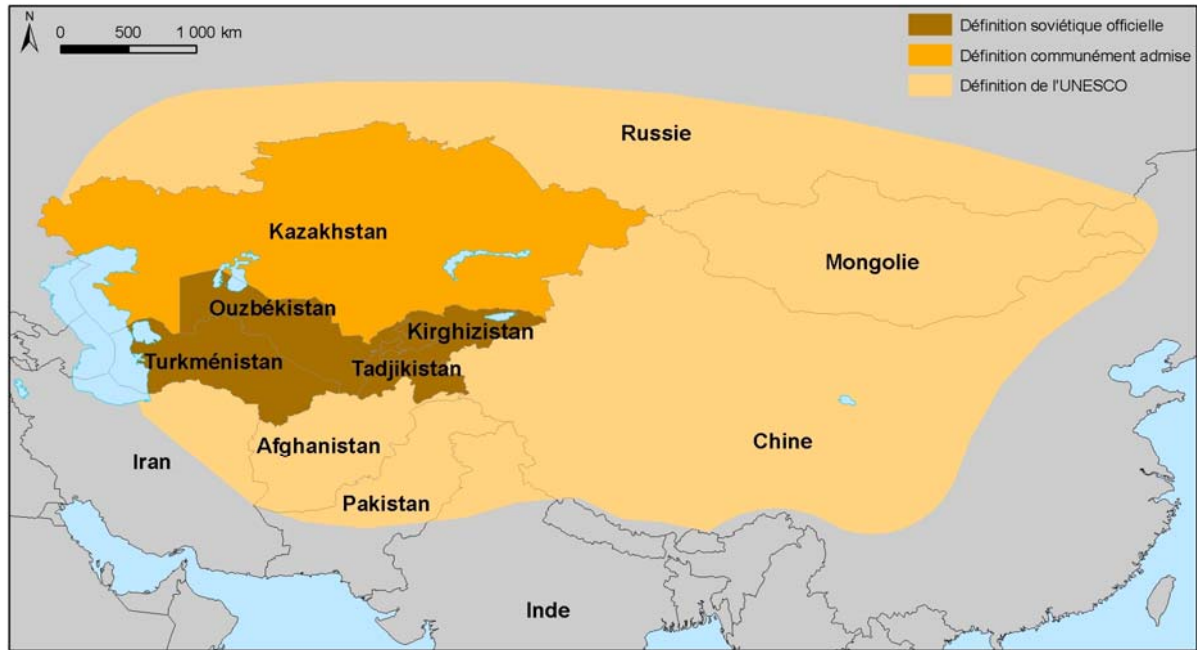 N
0 500 1 000 km
Définition soviétique officielle
Définition communément admise
Définition de l'UNESCO
Russie
Kazakhstan
Mongolie
Ouzbékistan
Kirghizistan
Turkménistan
Tadjikistan
Afghanistan
Chine
Iran
Pakistan
Inde